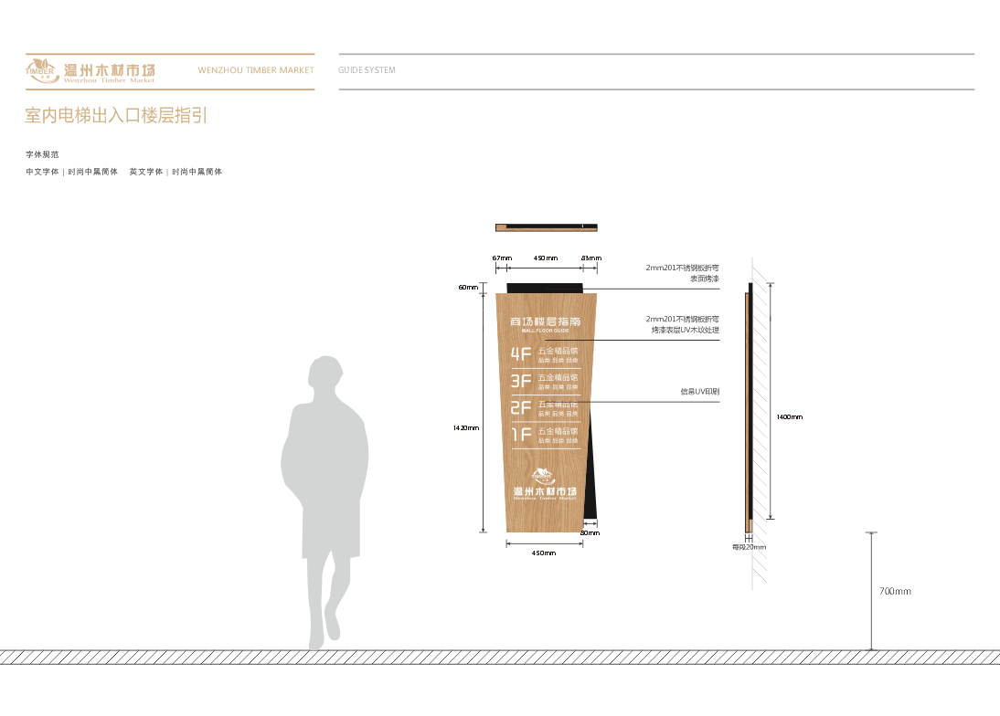 TIMBER 温州木材市场
Wenzhou Timber Market
WENZHOU TIMBER MARKET
GUIDE SYSTEM
室内电梯出入口楼层指引
字体规范
中文字体 | 时尚中黑简体 英文字体 | 时尚中黑简体
67mm 450mm 83mm
60mm
2mm201不锈钢板折弯
表面烤漆
商场楼层指南
MALL FLOOR GUIDE
2mm201不锈钢板折弯
烤漆表层UV木纹处理
4F 五金精品馆
品类 品类 品类
3F 五金精品馆
品类 品类 品类
信息UV印刷
2F 五金精品馆
品类 品类 品类
1F 五金精品馆
品类 品类 品类
1420mm
1400mm
TIMBER
温州木材市场
Wenzhou Timber Market
80mm
450mm
每段20mm
700mm